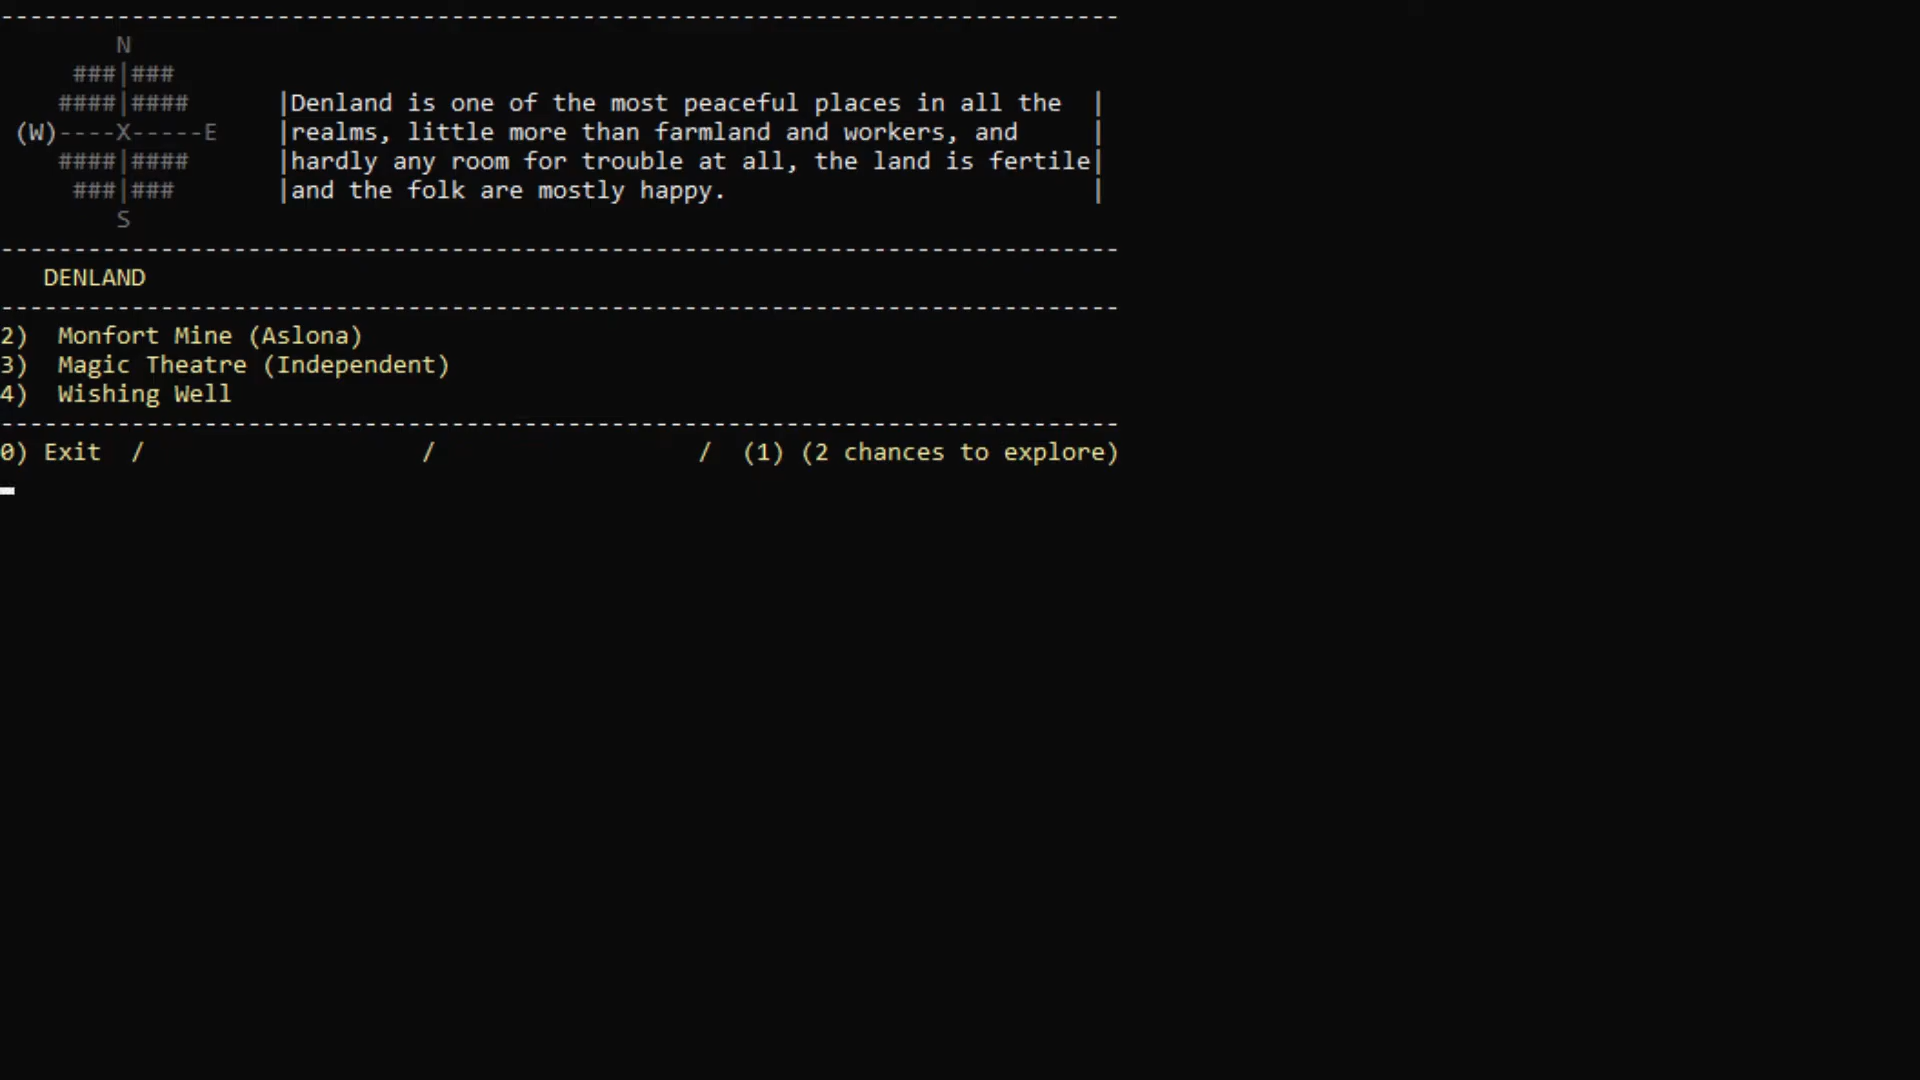 -----------------------------------------------------------------------------
N
###|###
####|#### |Denland is one of the most peaceful places in all the |
(W)----X-----E |realms, little more than farmland and workers, and |
####|#### |hardly any room for trouble at all, the land is fertile|
###|### |and the folk are mostly happy. |
S
-----------------------------------------------------------------------------
DENLAND
-----------------------------------------------------------------------------
2) Monfort Mine (Aslona)
3) Magic Theatre (Independent)
4) Wishing Well
-----------------------------------------------------------------------------
0) Exit / / / (1) (2 chances to explore)